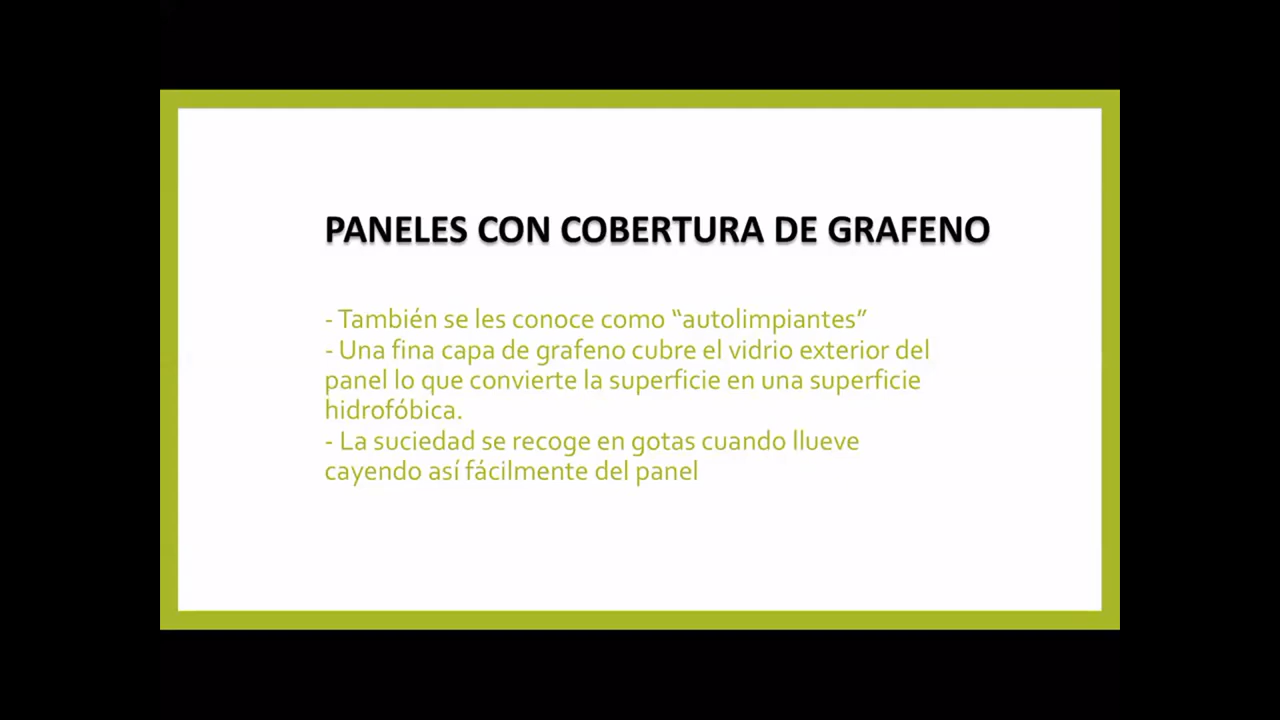 PANELES CON COBERTURA DE GRAFENO
- También se les conoce como “autolimpiantes”
- Una fina capa de grafeno cubre el vidrio exterior del
panel lo que convierte la superficie en una superficie
hidrofóbica.
- La suciedad se recoge en gotas cuando llueve
cayendo así fácilmente del panel